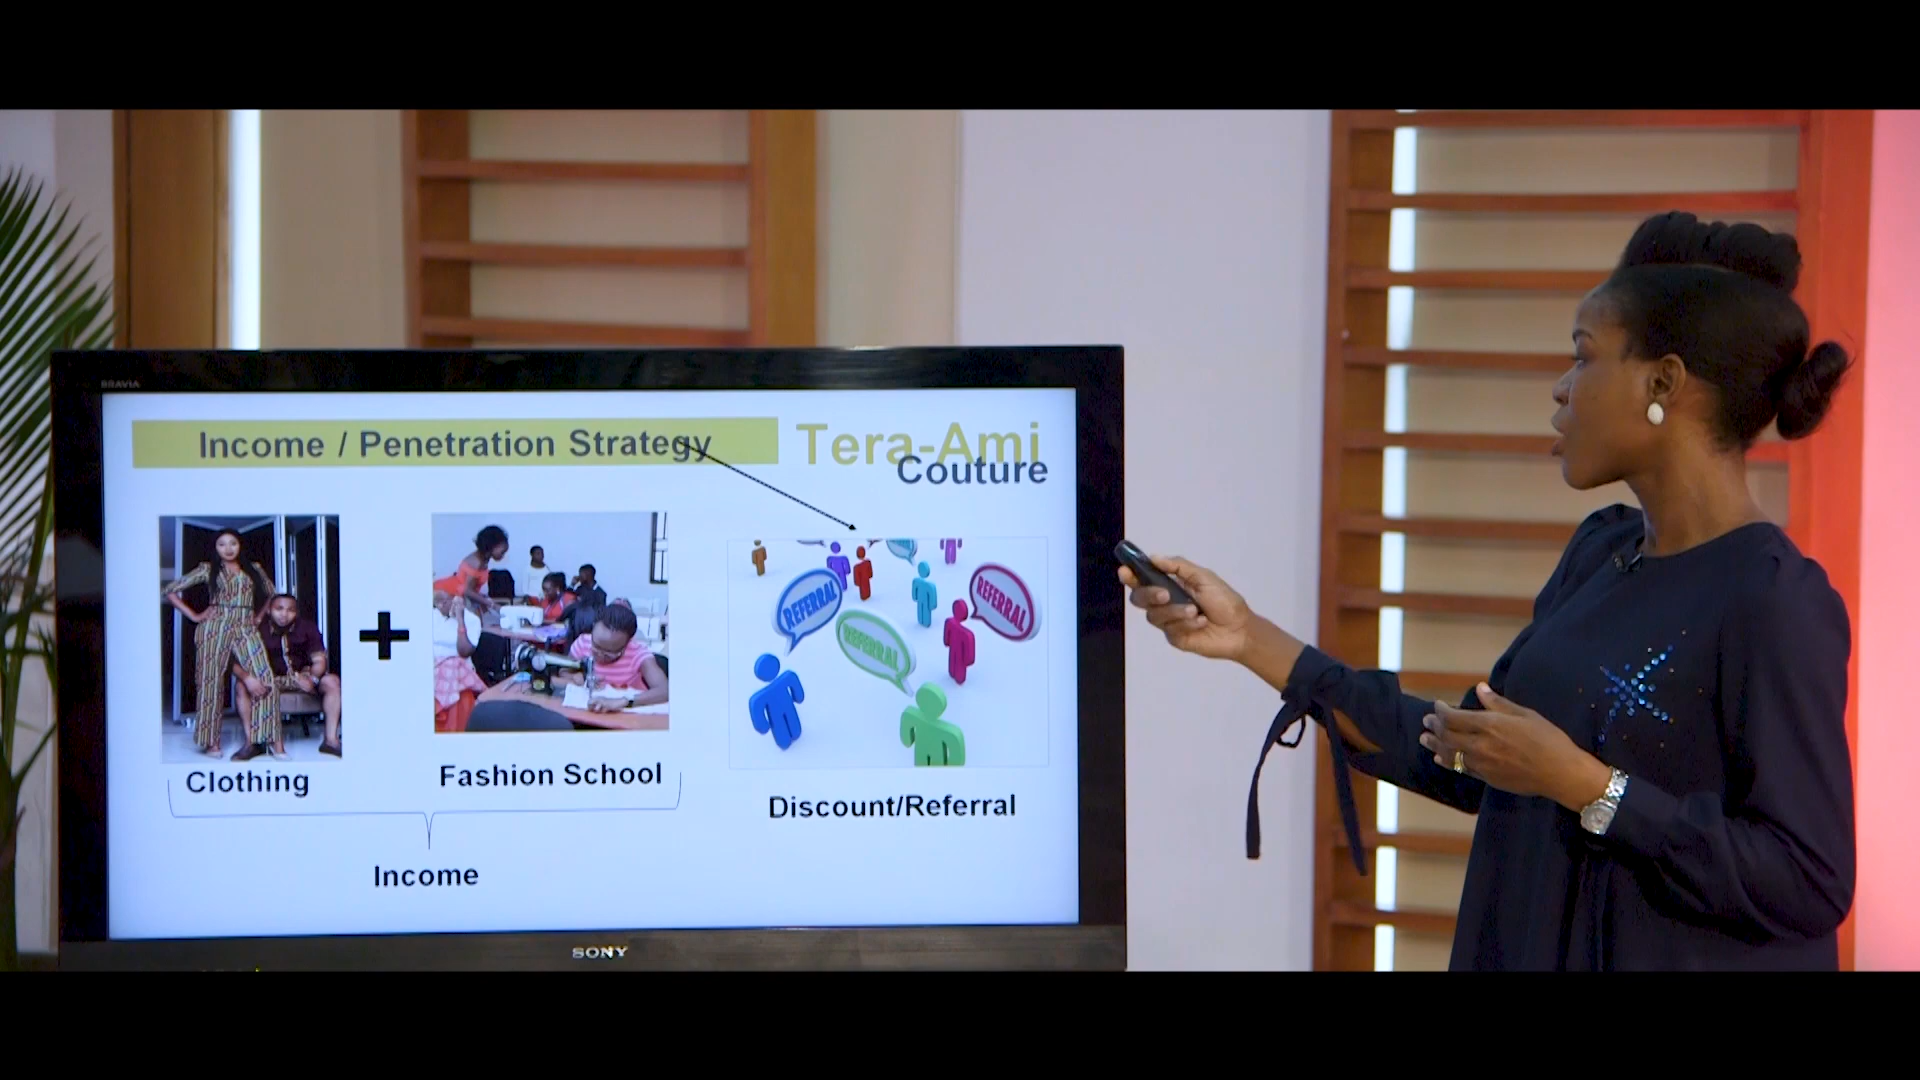 BRAVIA
Income / Penetration Strategy
Tera-Ami
Couture
REFERRAL
REFERRAL
REFERRAL
Clothing
Fashion School
Discount/Referral
Income
SONY